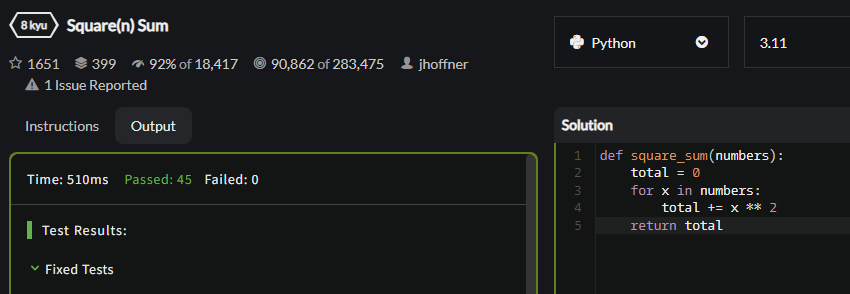 8 kyu Square(n) Sum
1651 399 92% of 18,417 90,862 of 283,475 jhoffner
1 Issue Reported
Python 3.11
Instructions Output
Time: 510ms Passed: 45 Failed: 0
Test Results:
Fixed Tests
Solution
1 def square_sum(numbers):
2     total = 0
3     for x in numbers:
4         total += x ** 2
5     return total